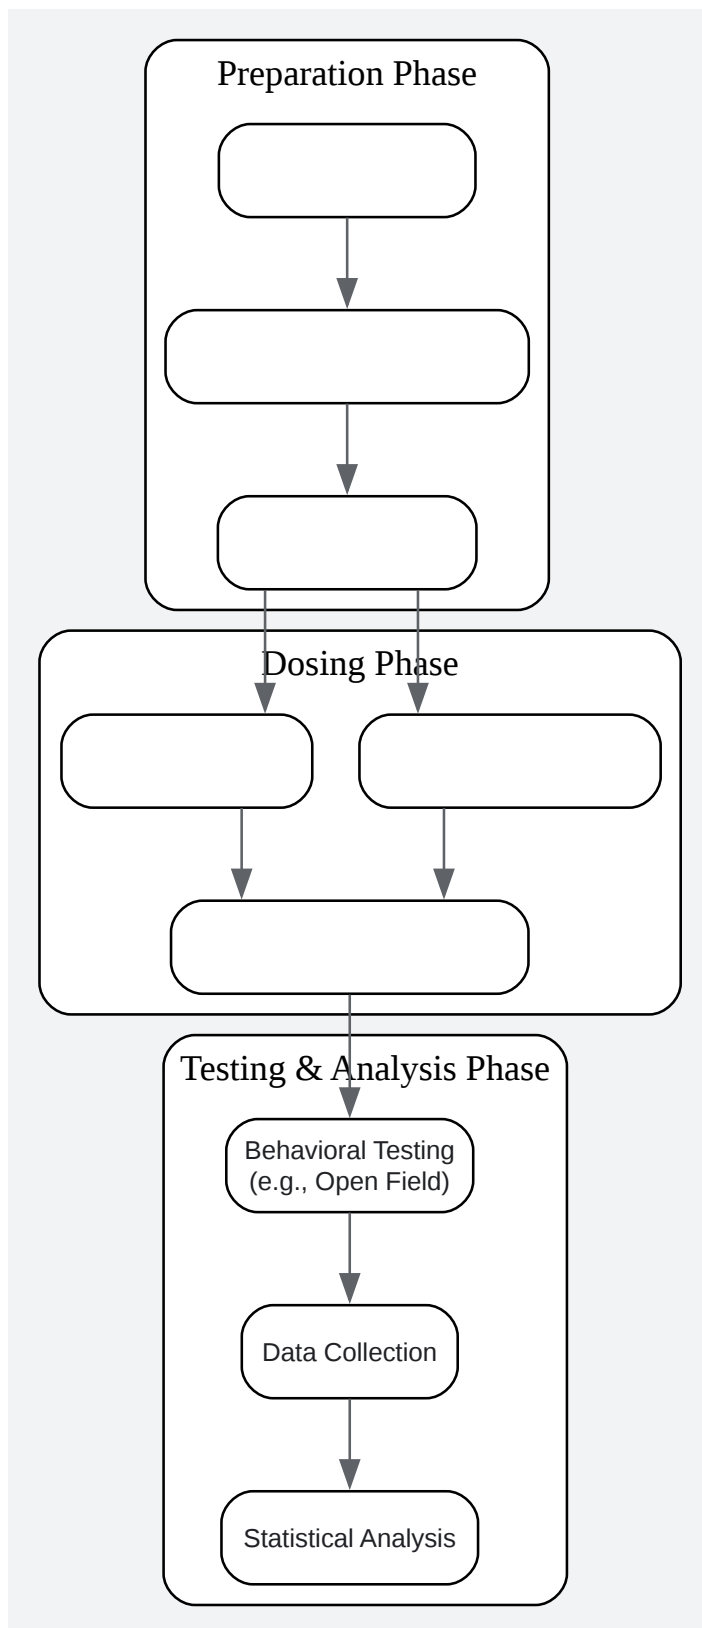 Preparation Phase
Dosing Phase
Testing & Analysis Phase
Behavioral Testing
(e.g., Open Field)
Data Collection
Statistical Analysis